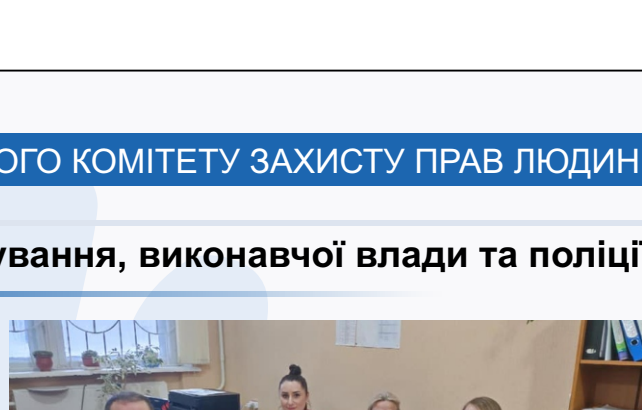 ОГО КОМІТЕТУ ЗАХИСТУ ПРАВ ЛЮДИН
ування, виконавчої влади та поліції